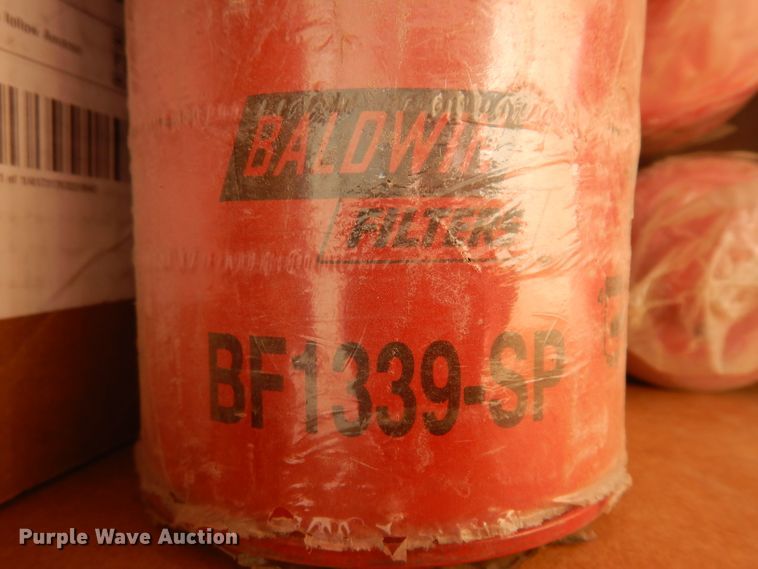 BALDWIN
FILTERS
BF1339-SP
Purple Wave Auction